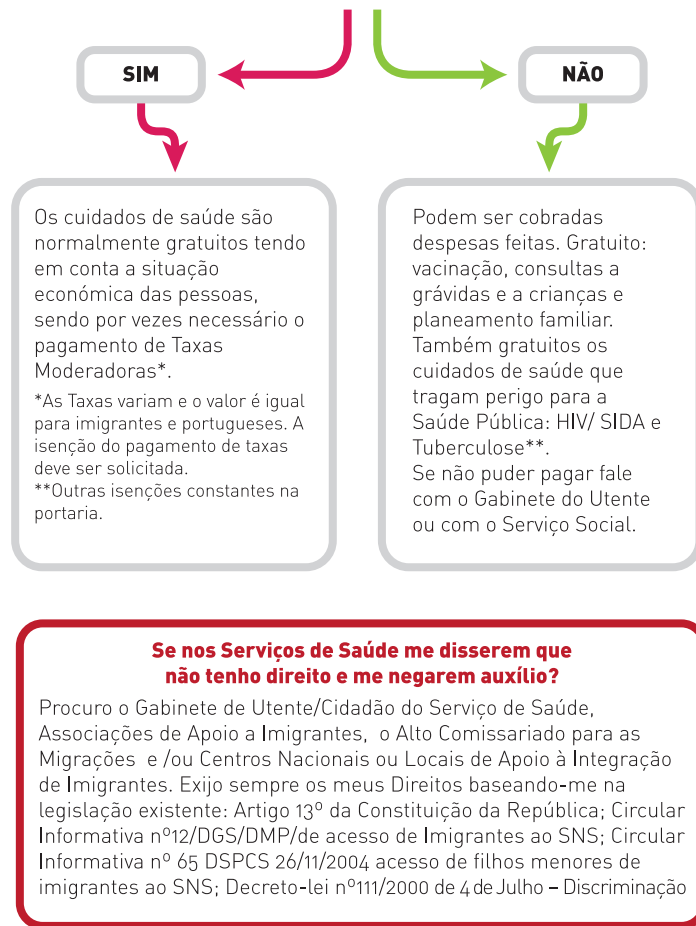 SIM
NÃO
Os cuidados de saúde são
normalmente gratuitos tendo
em conta a situação
económica das pessoas,
sendo por vezes necessário o
pagamento de Taxas
Moderadoras*.
*As Taxas variam e o valor é igual
para imigrantes e portugueses. A
isenção do pagamento de taxas
deve ser solicitada.
**Outras isenções constantes na
portaria.
Podem ser cobradas
despesas feitas. Gratuito:
vacinação, consultas a
grávidas e a crianças e
planeamento familiar.
Também gratuitos os
cuidados de saúde que
tragam perigo para a
Saúde Pública: HIV/ SIDA e
Tuberculose**.
Se não puder pagar fale
com o Gabinete do Utente
ou com o Serviço Social.
Se nos Serviços de Saúde me disserem que
não tenho direito e me negarem auxílio?
Procuro o Gabinete de Utente/Cidadão do Serviço de Saúde,
Associações de Apoio a Imigrantes, o Alto Comissariado para as
Migrações e /ou Centros Nacionais ou Locais de Apoio à Integração
de Imigrantes. Exijo sempre os meus Direitos baseando-me na
legislação existente: Artigo 13º da Constituição da República; Circular
Informativa nº12/DGS/DMP/de acesso de Imigrantes ao SNS; Circular
Informativa nº 65 DSPCS 26/11/2004 acesso de filhos menores de
imigrantes ao SNS; Decreto-lei nº111/2000 de 4 de Julho – Discriminação